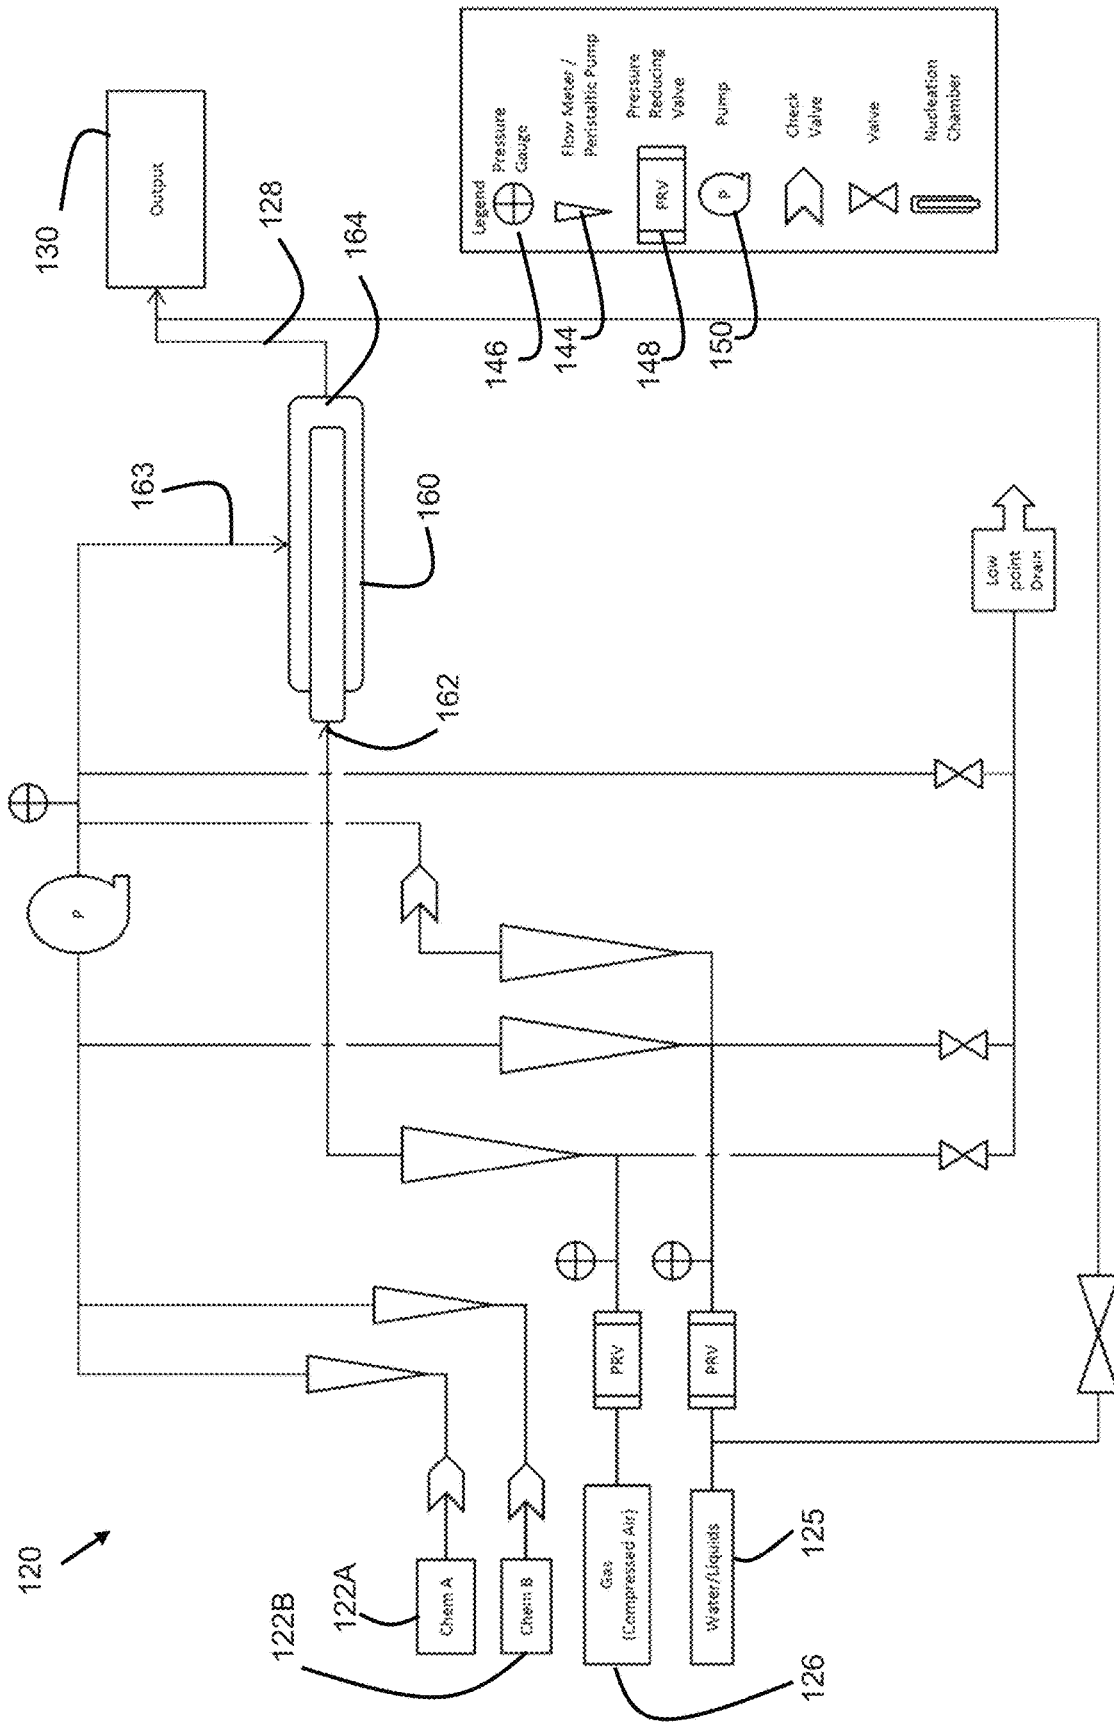 120
122A
122B
Chem A
Chem B
Gas
(Compressed Air)
126
Water/Liquids
125
PRV
PRV
P
162
160
163
164
128
130
Output
Low
point
Drain
Legend
146
Pressure
Gauge
144
Flow Meter /
Peristaltic Pump
148
PRV
Pressure
Reducing
Valve
150
P
Pump
Check
Valve
Valve
Nucleation
Chamber